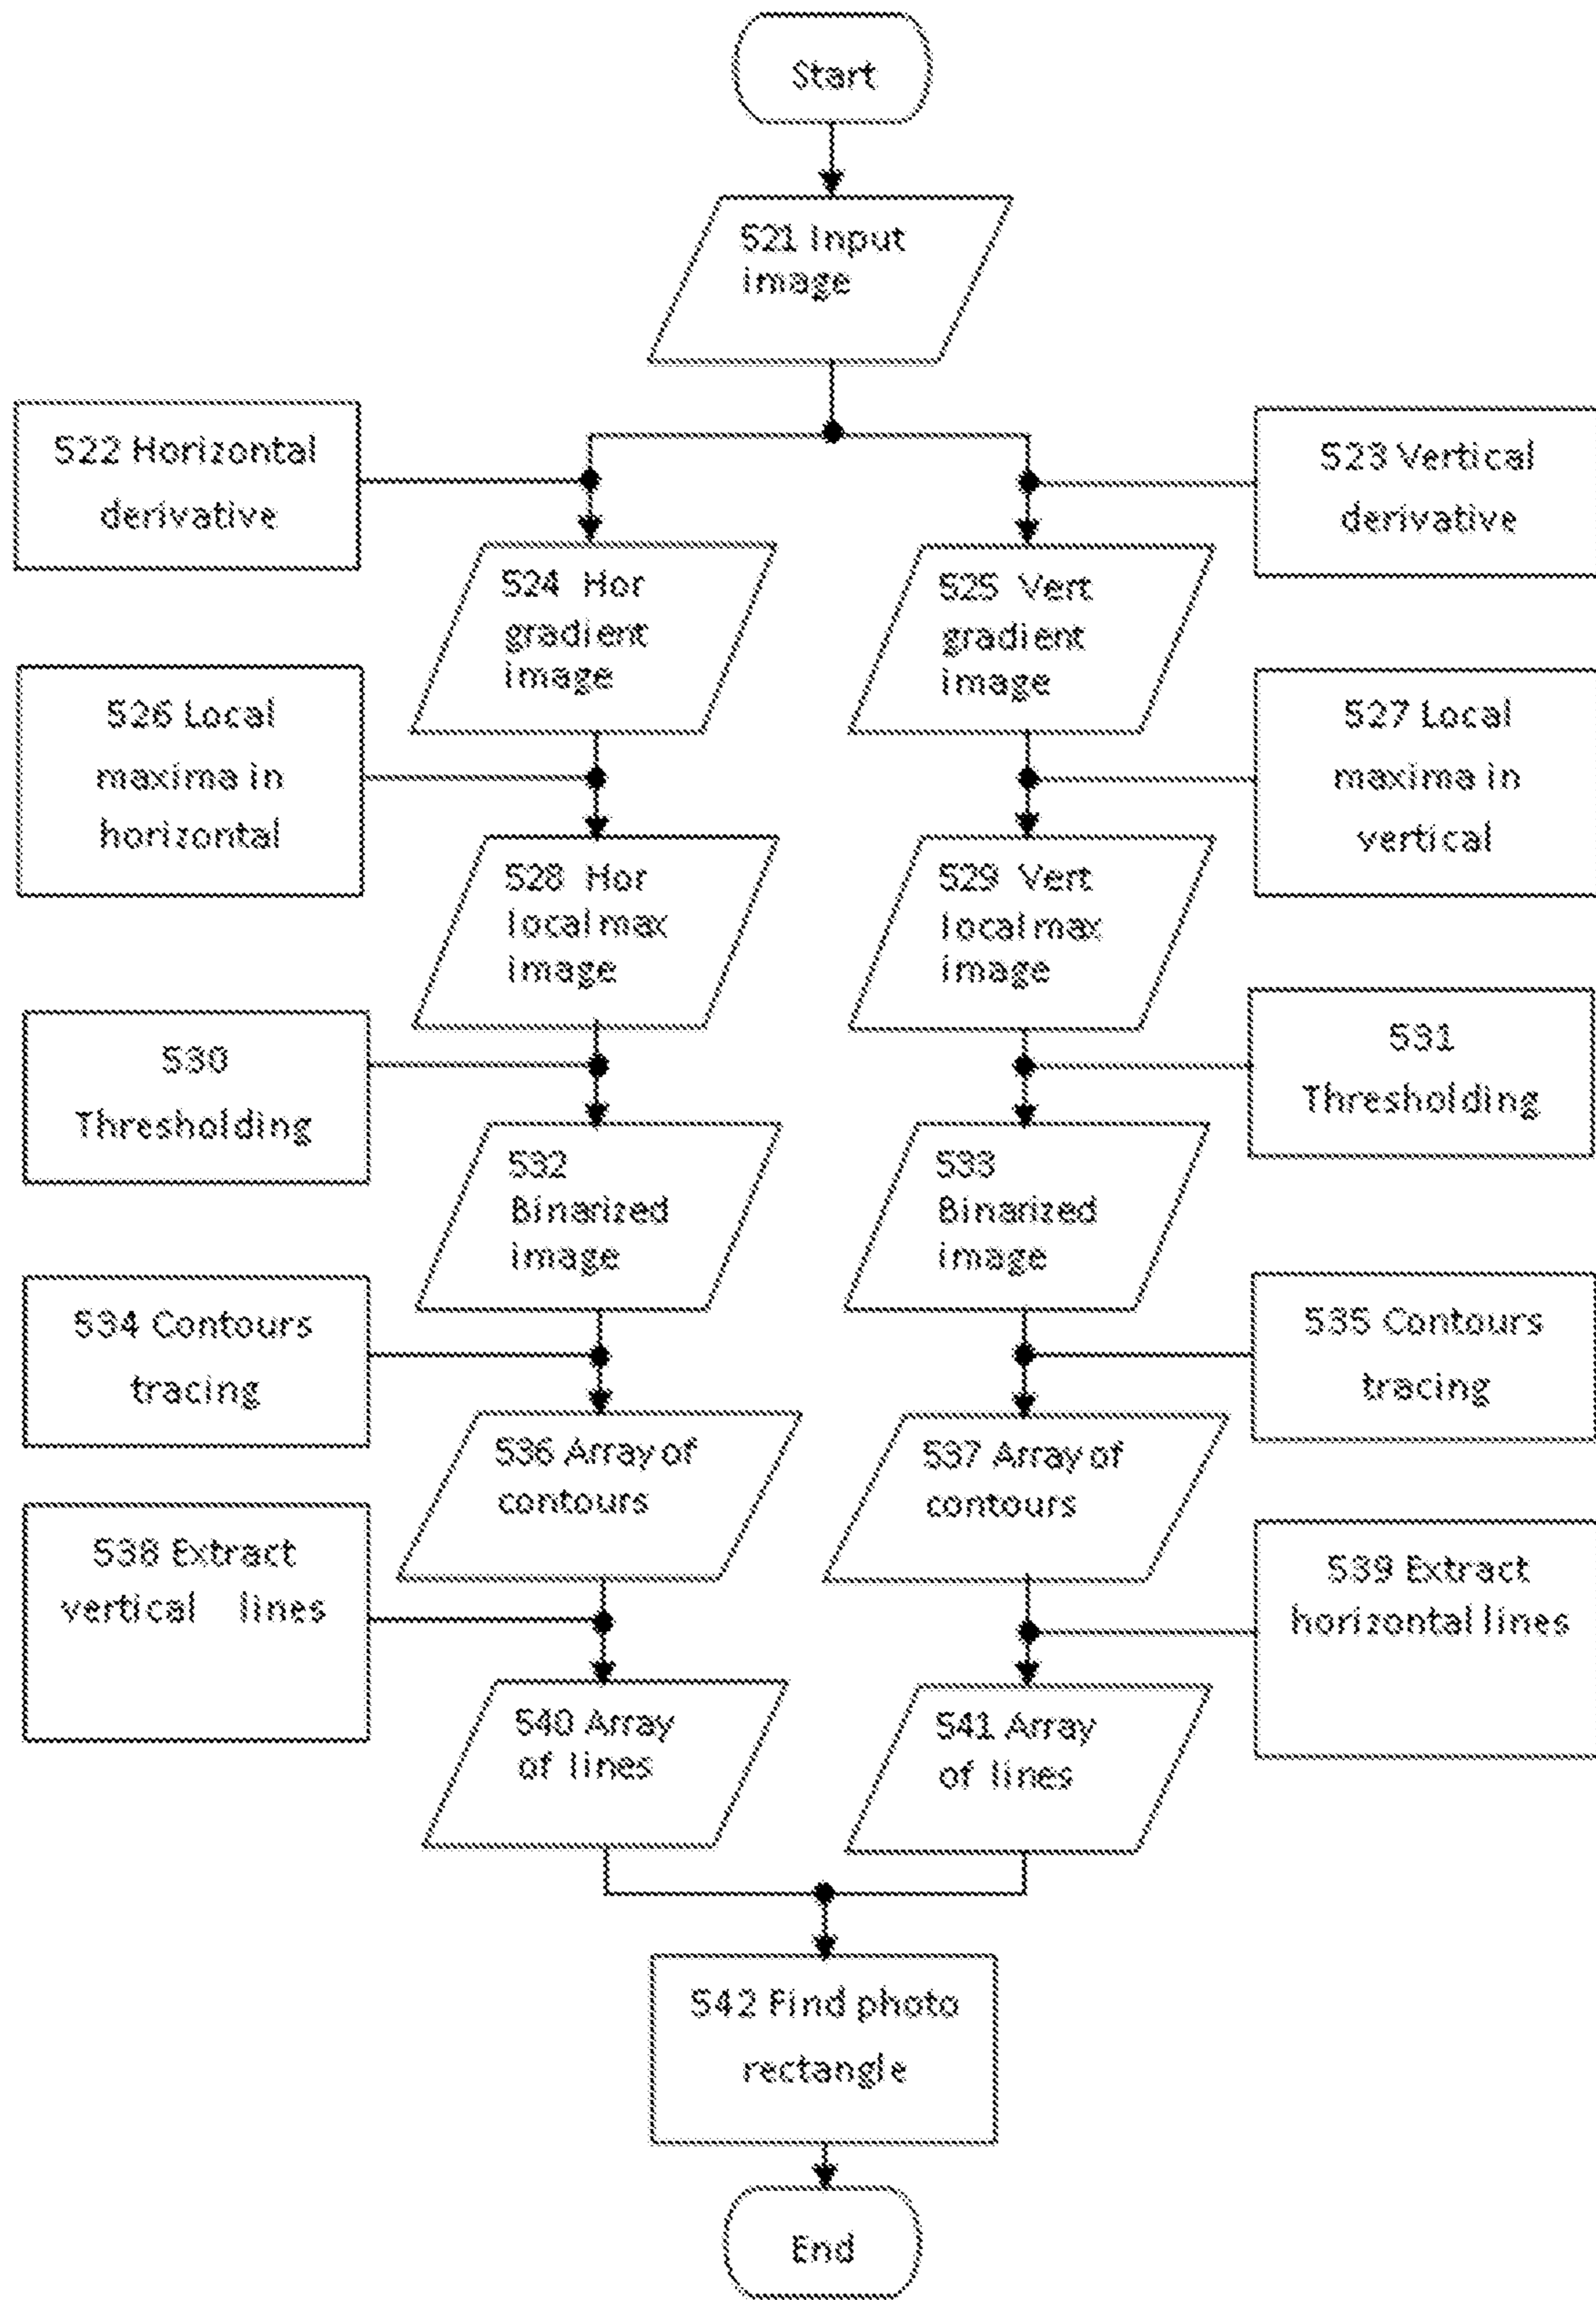 Start
521 Input
image
522 Horizontal
derivative
523 Vertical
derivative
524 Hor
gradient
image
525 Vert
gradient
image
526 Local
maxima in
horizontal
527 Local
maxima in
vertical
528 Hor
local max
image
529 Vert
local max
image
530
Thresholding
531
Thresholding
532
Binarized
image
533
Binarized
image
534 Contours
tracing
535 Contours
tracing
536 Array of
contours
537 Array of
contours
538 Extract
vertical lines
539 Extract
horizontal lines
540 Array
of lines
541 Array
of lines
542 Find photo
rectangle
End